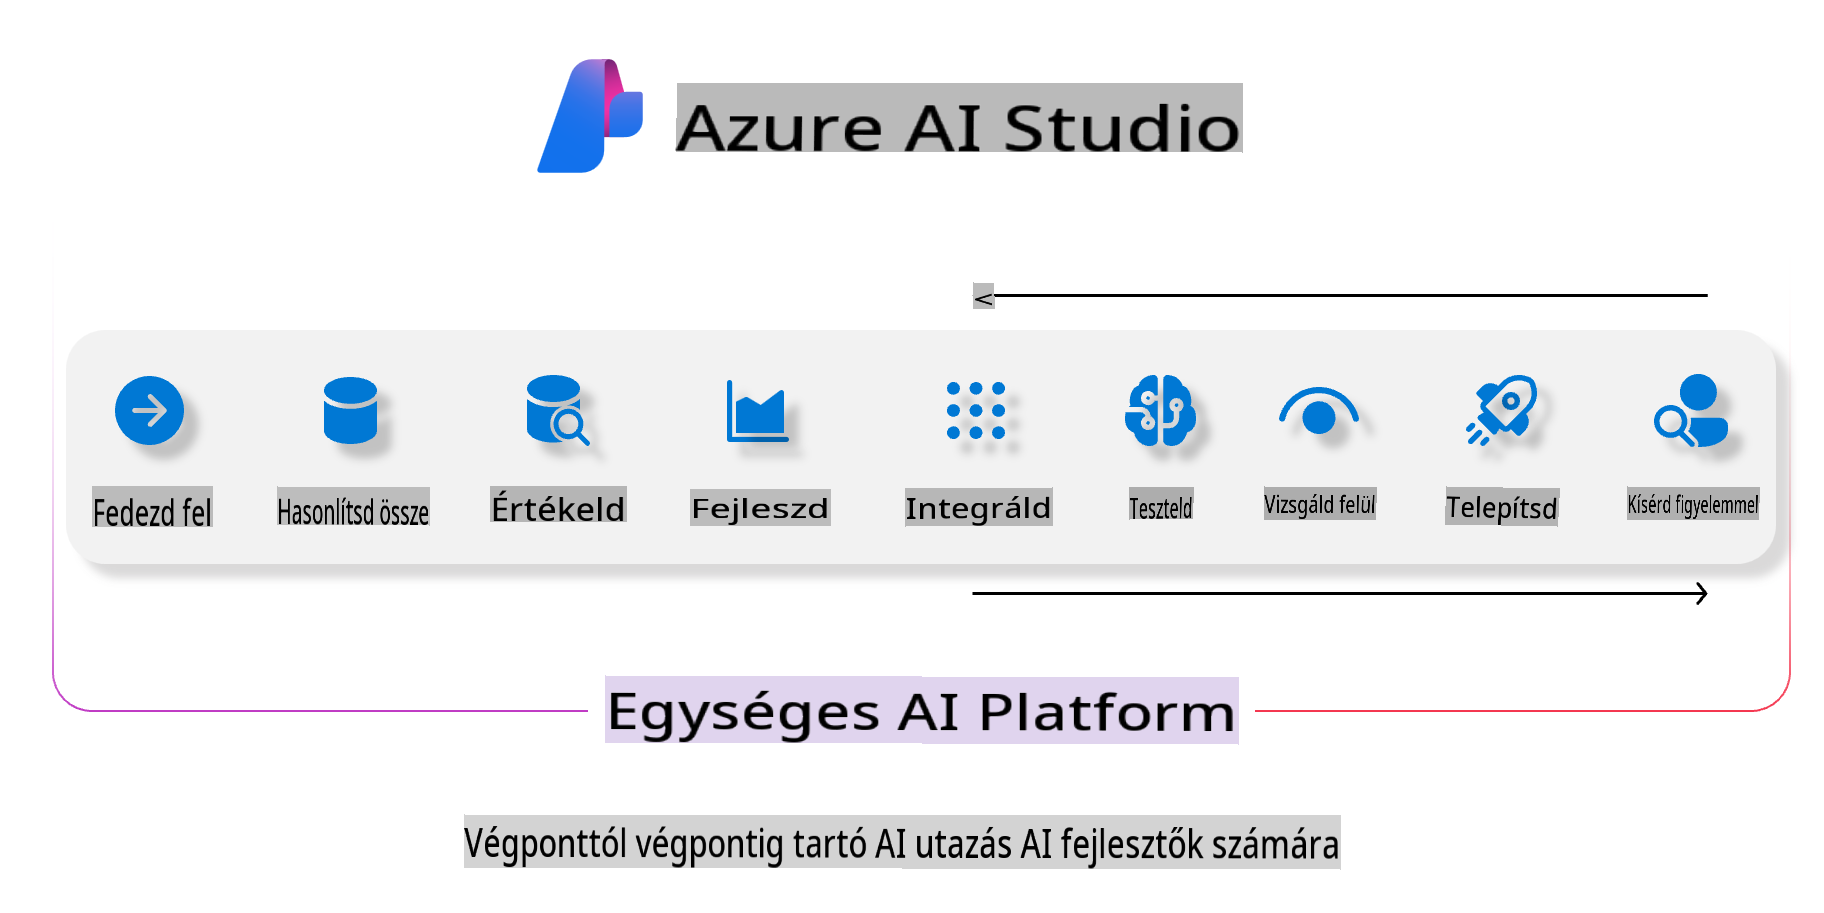 Azure AI Studio
<
Fedezd fel
Hasonlítsd össze
Értékeld
Fejleszd
Integráld
Teszteld
Vizsgáld felül
Telepítsd
Kísérd figyelemmel
Egységes AI Platform
Végponttól végpontig tartó AI utazás AI fejlesztők számára